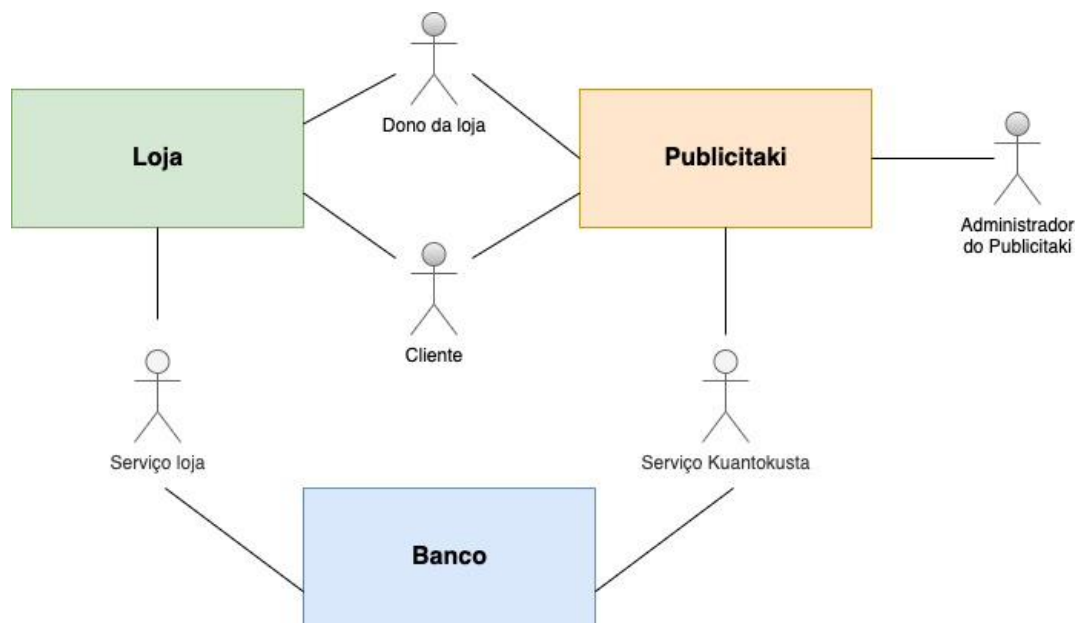 Dono da loja
Loja
Publicitaki
Administrador
do Publicitaki
Cliente
Serviço loja
Serviço Kuantokusta
Banco